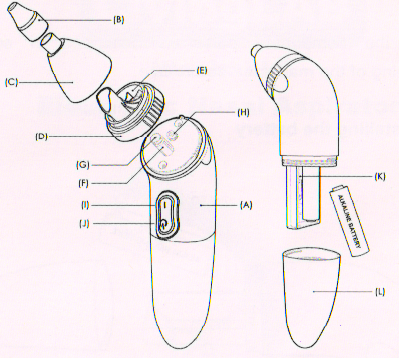 (B)
(E)
(C)
(H)
(D)
(G)
(F)
(K)
(I)
(A)
(J)
ALKALINE BATTERY
(L)